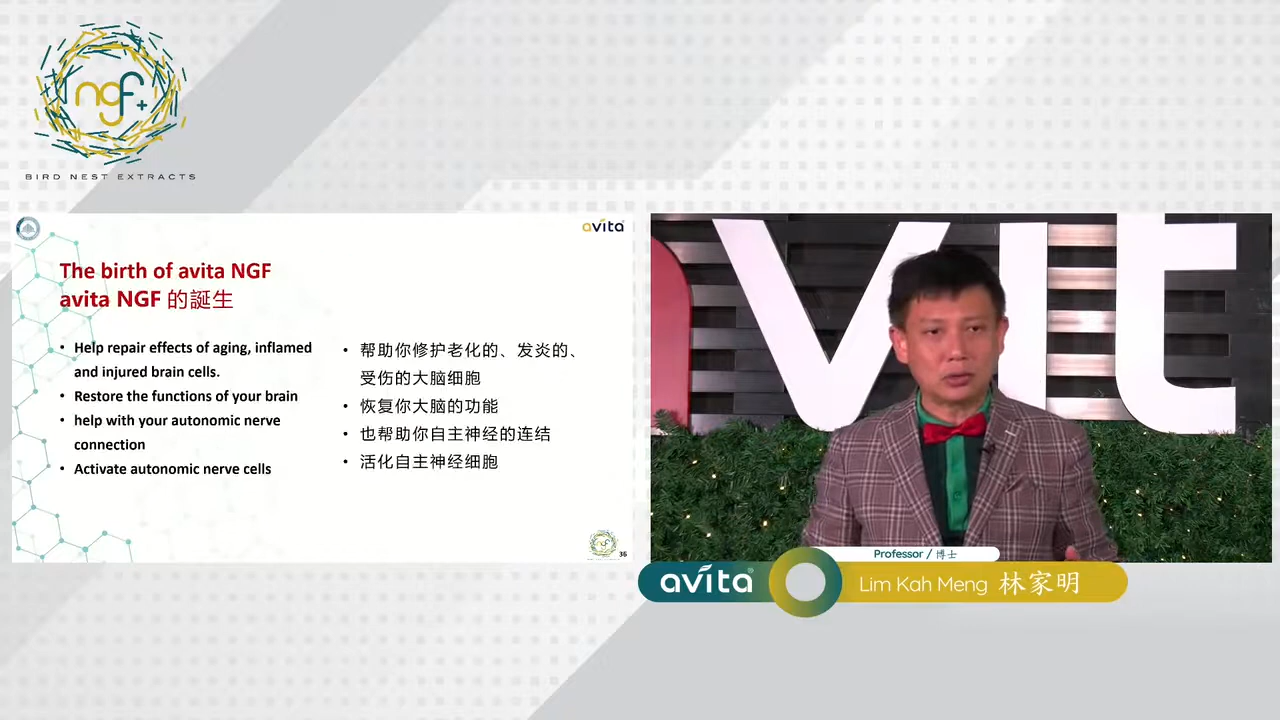 ngf+
BIRD NEST EXTRACTS
avita
The birth of avita NGF
avita NGF 的誕生
• Help repair effects of aging, inflamed
and injured brain cells.
• Restore the functions of your brain
• help with your autonomic nerve
connection
• Activate autonomic nerve cells
• 帮助你修护老化的、发炎的、
受伤的大脑细胞
• 恢复你大脑的功能
• 也帮助你自主神经的连结
• 活化自主神经细胞
ngf
36
vit
Professor / 博士
avita®
Lim Kah Meng 林家明